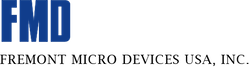 FMD
FREMONT MICRO DEVICES USA, INC.